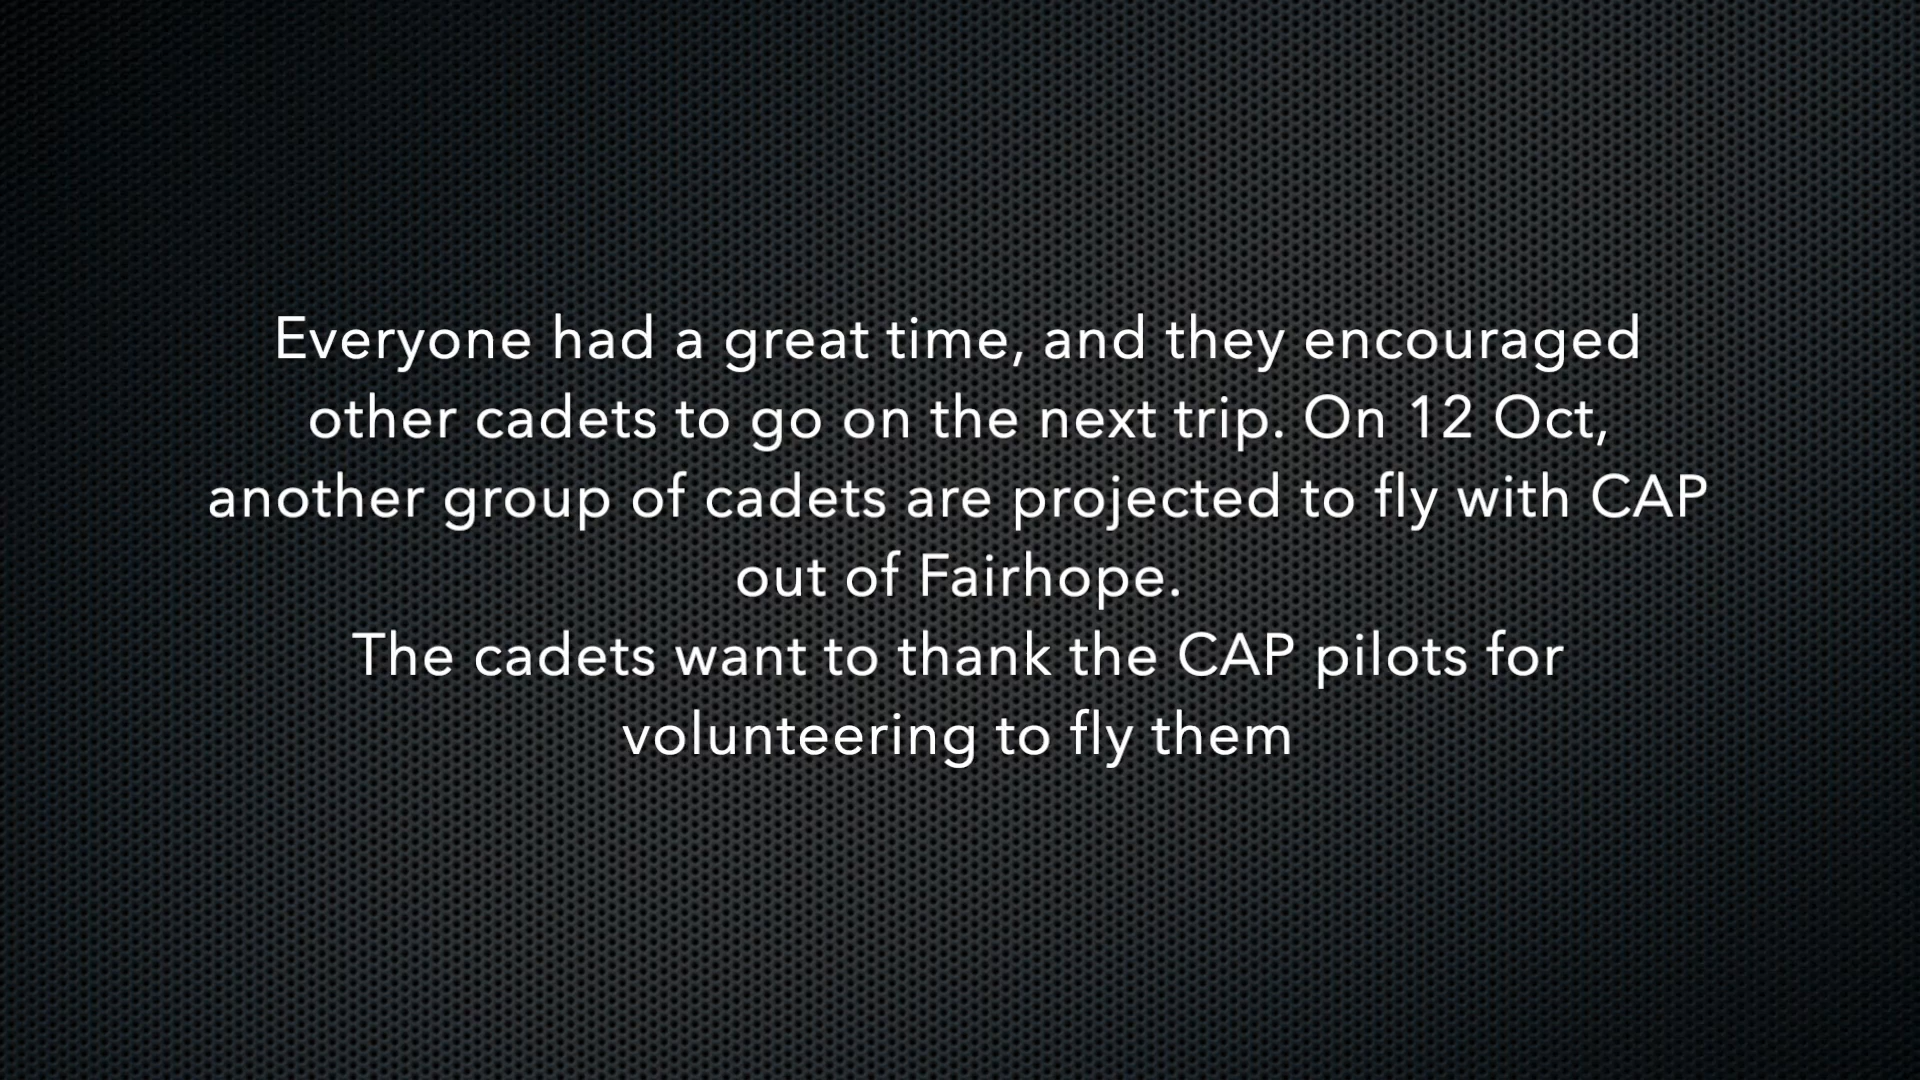 Everyone had a great time, and they encouraged
other cadets to go on the next trip. On 12 Oct,
another group of cadets are projected to fly with CAP
out of Fairhope.
The cadets want to thank the CAP pilots for
volunteering to fly them